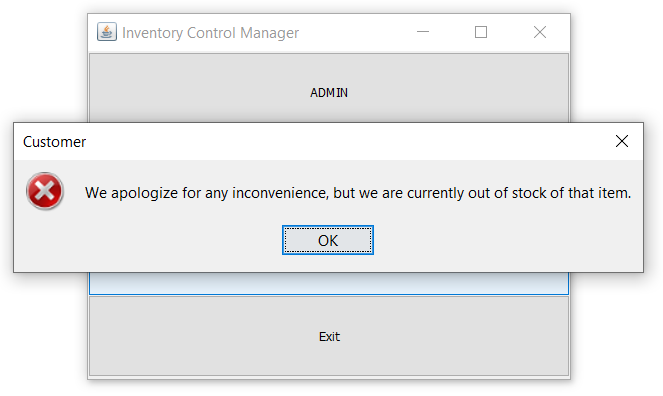 Inventory Control Manager
ADMIN
Customer
We apologize for any inconvenience, but we are currently out of stock of that item.
OK
Exit